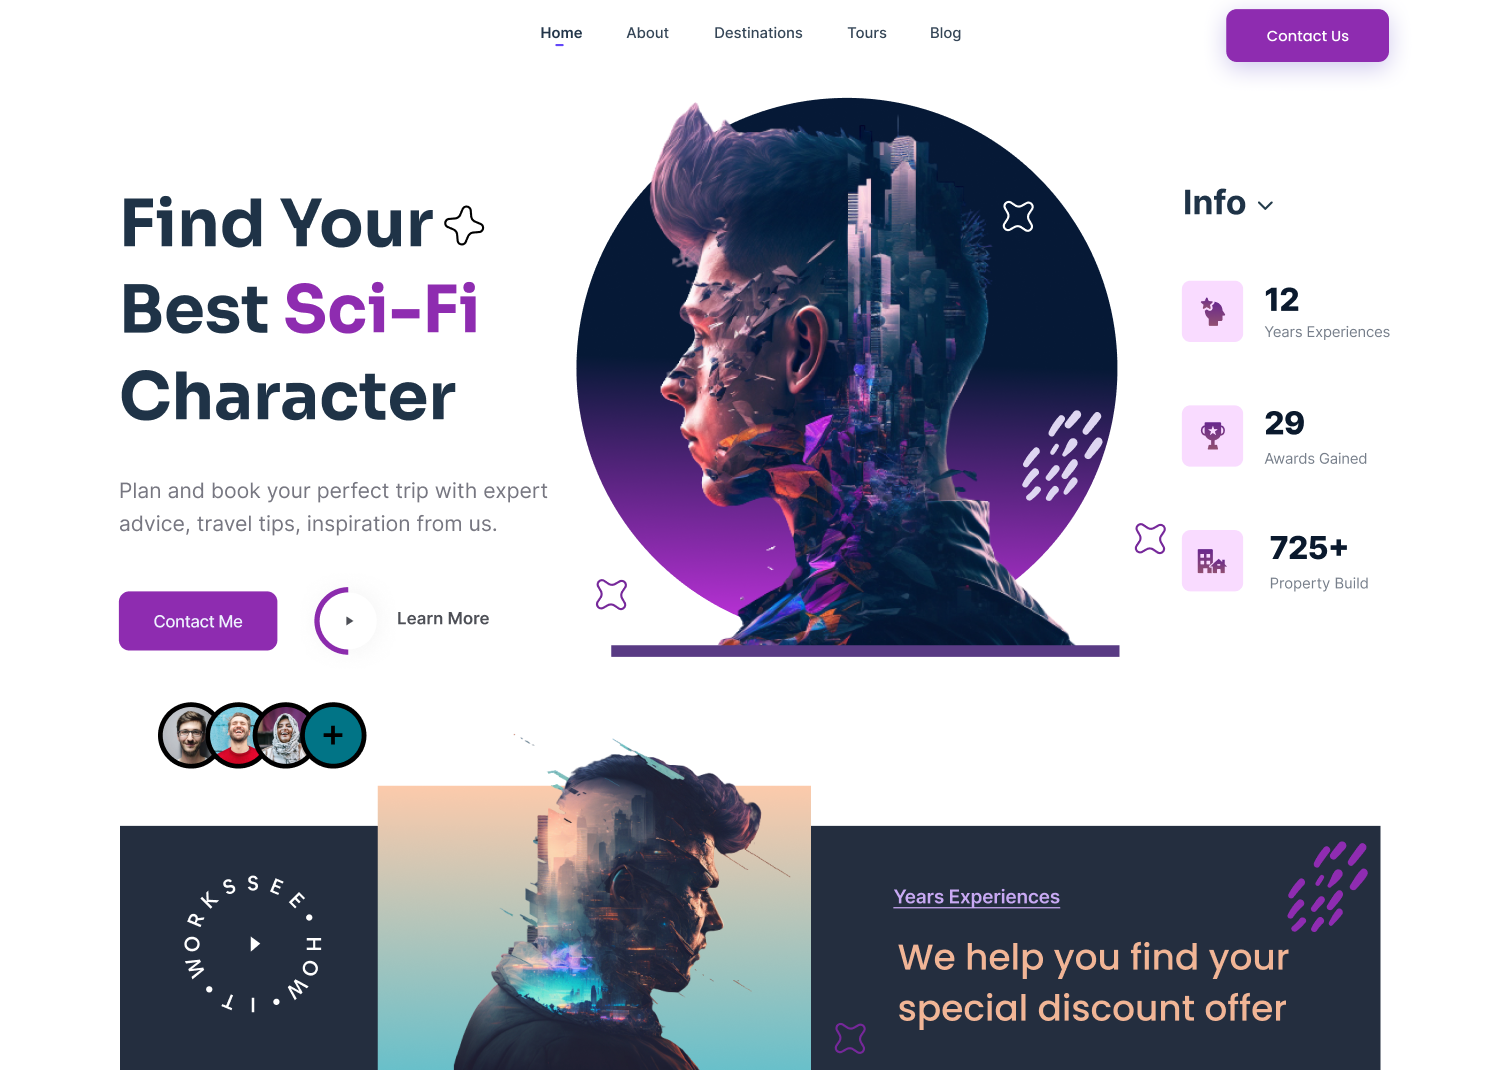 Home About Destinations Tours Blog
Contact Us
Find Your
Best Sci-Fi
Character
Plan and book your perfect trip with expert
advice, travel tips, inspiration from us.
Contact Me
Learn More
Info
12
Years Experiences
29
Awards Gained
725+
Property Build
SEE • HOW • IT • WORKS
Years Experiences
We help you find your
special discount offer